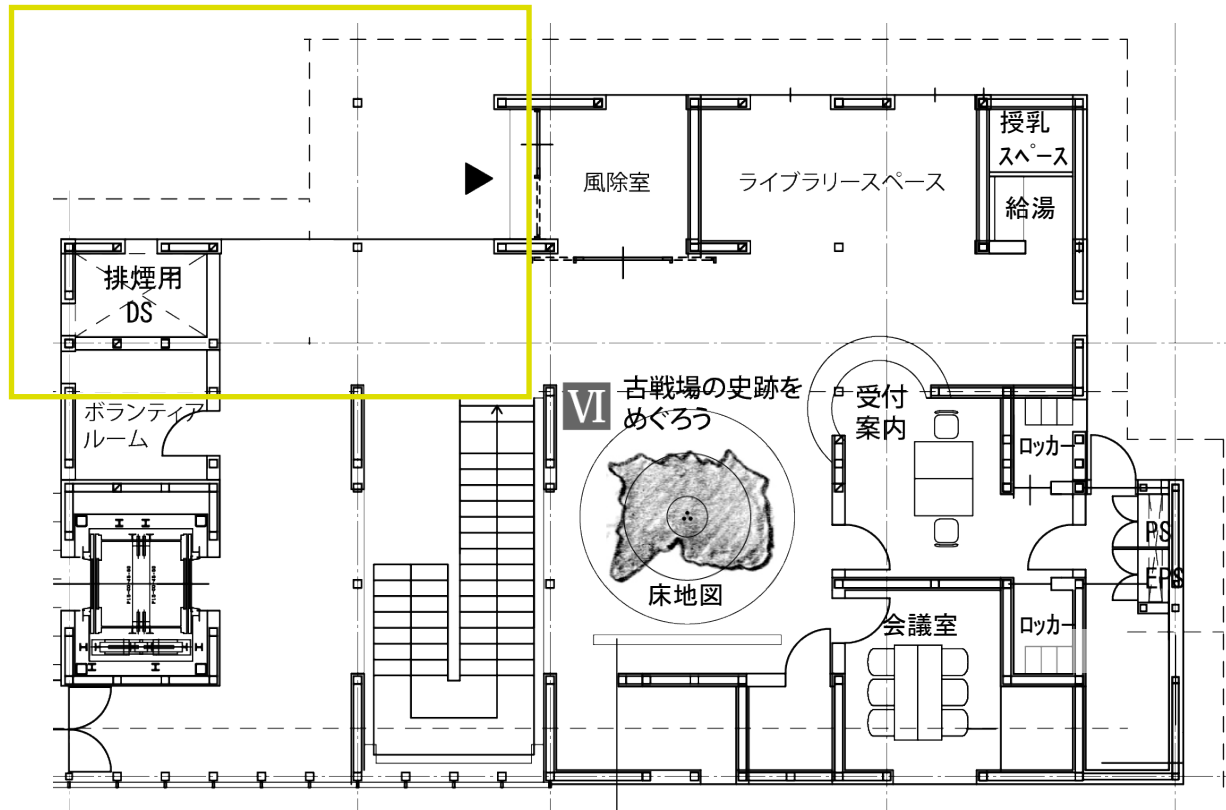 授乳
スペース
風除室
ライブラリースペース
給湯
排煙用
DS
VI
古戦場の史跡を
めぐろう
受付
案内
ボランティア
ルーム
ロッカー
PS
EPS
床地図
会議室
ロッカー